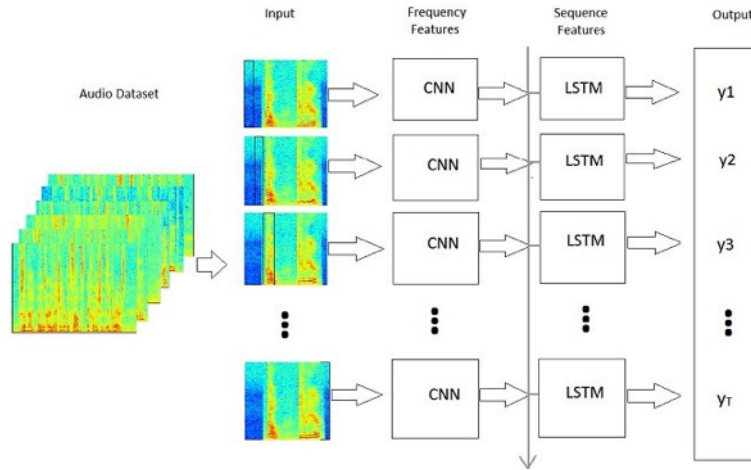 Input
Frequency
Features
Sequence
Features
Output
Audio Dataset
CNN
LSTM
y1
CNN
LSTM
y2
CNN
LSTM
y3
CNN
LSTM
yT